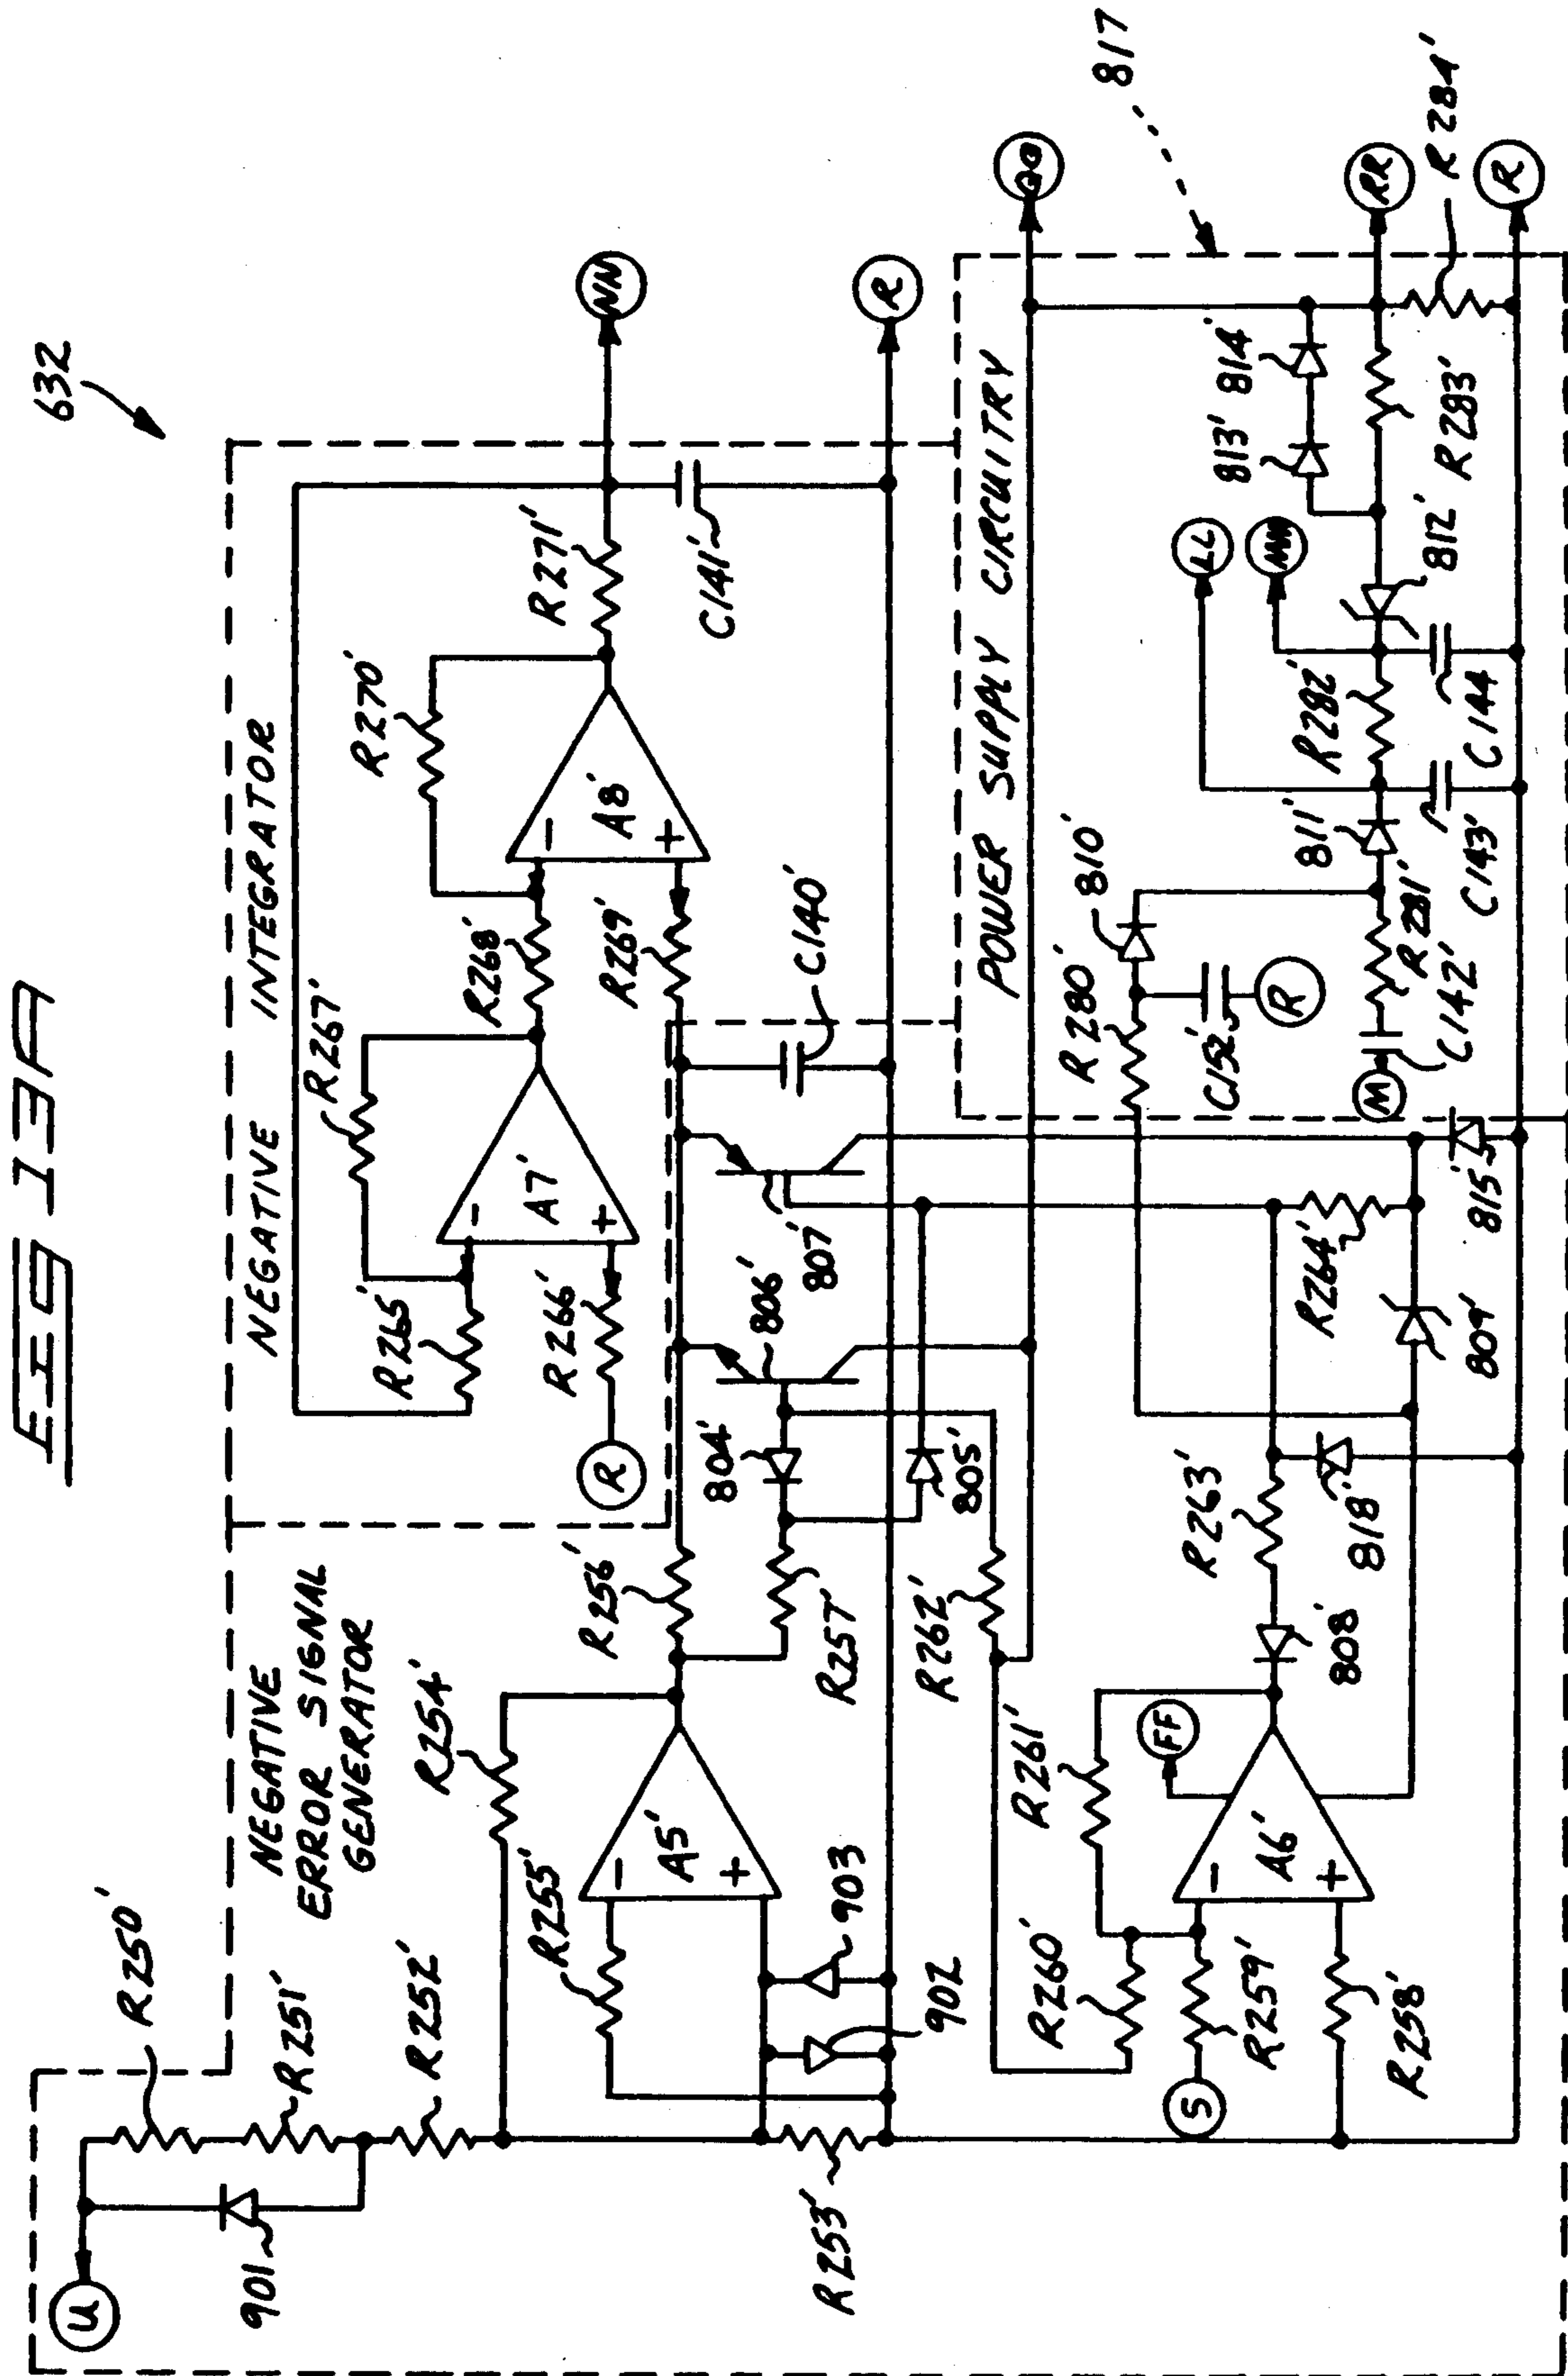 FIG 13A
632
NEGATIVE INTEGRATOR
NEGATIVE
ERROR SIGNAL
GENERATOR
POWER SUPPLY CIRCUITRY
817
U
901
R250'
R251'
R252'
R253'
R254'
R255'
A5'
-
+
902
903
R256'
R257'
804'
805'
806'
807'
R265'
R266'
R
R267'
A7'
-
+
R268'
R269'
C140'
R270'
A8'
-
+
R271'
C141'
NN
R
S
R258'
R259'
R260'
R261'
R262'
A6'
-
+
FF
808'
R263'
818'
R264'
809'
815'
R280'
810'
C152'
R
M
C142'
R281'
811'
C143'
R282'
C144
LL
MM
812'
813'
814'
R283'
R284'
RR
R